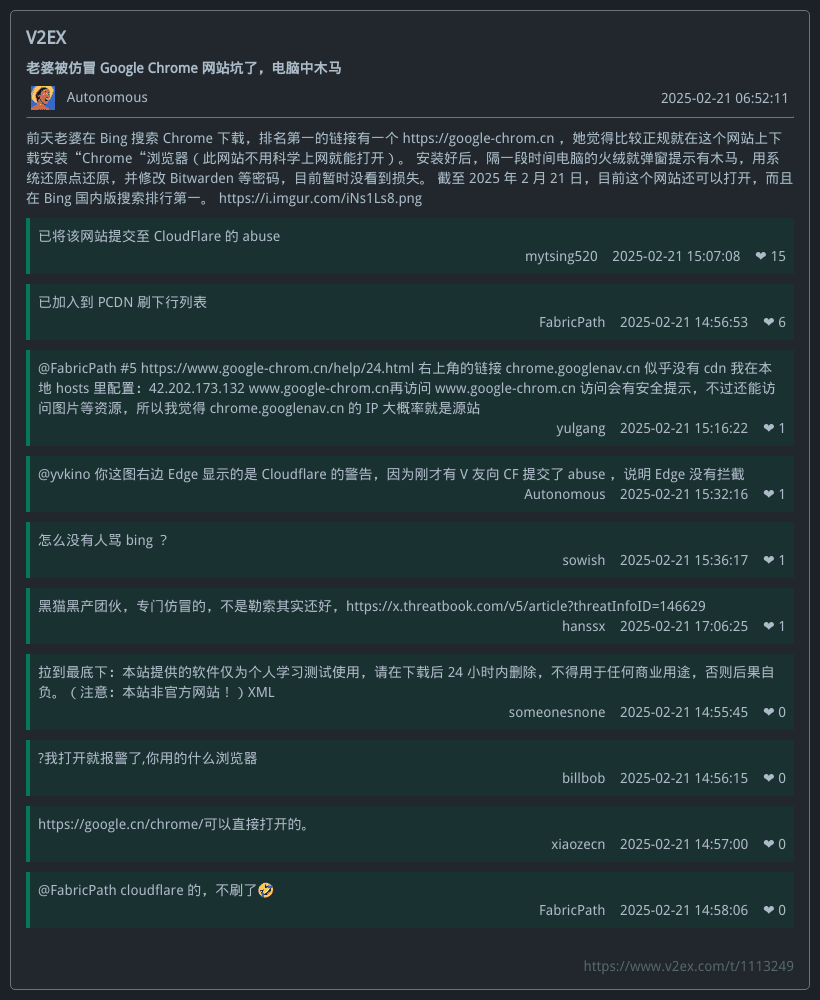 V2EX
老婆被仿冒 Google Chrome 网站坑了，电脑中木马
Autonomous
2025-02-21 06:52:11
前天老婆在 Bing 搜索 Chrome 下载，排名第一的链接有一个 https://google-chrom.cn ，她觉得比较正规就在这个网站上下
载安装“Chrome“浏览器（此网站不用科学上网就能打开）。 安装好后，隔一段时间电脑的火绒就弹窗提示有木马，用系
统还原点还原，并修改 Bitwarden 等密码，目前暂时没看到损失。 截至 2025 年 2 月 21 日，目前这个网站还可以打开，而且
在 Bing 国内版搜索排行第一。 https://i.imgur.com/iNs1Ls8.png
已将该网站提交至 CloudFlare 的 abuse
mytsing520 2025-02-21 15:07:08 ❤ 15
已加入到 PCDN 刷下行列表
FabricPath 2025-02-21 14:56:53 ❤ 6
@FabricPath #5 https://www.google-chrom.cn/help/24.html 右上角的链接 chrome.googlenav.cn 似乎没有 cdn 我在本
地 hosts 里配置：42.202.173.132 www.google-chrom.cn再访问 www.google-chrom.cn 访问会有安全提示，不过还能访
问图片等资源，所以我觉得 chrome.googlenav.cn 的 IP 大概率就是源站
yulgang 2025-02-21 15:16:22 ❤ 1
@yvkino 你这图右边 Edge 显示的是 Cloudflare 的警告，因为刚才有 V 友向 CF 提交了 abuse ，说明 Edge 没有拦截
Autonomous 2025-02-21 15:32:16 ❤ 1
怎么没有人骂 bing ？
sowish 2025-02-21 15:36:17 ❤ 1
黑猫黑产团伙，专门仿冒的，不是勒索其实还好，https://x.threatbook.com/v5/article?threatInfoID=146629
hanssx 2025-02-21 17:06:25 ❤ 1
拉到最底下：本站提供的软件仅为个人学习测试使用，请在下载后 24 小时内删除，不得用于任何商业用途，否则后果自
负。（注意：本站非官方网站！）XML
someonesnone 2025-02-21 14:55:45 ❤ 0
?我打开就报警了,你用的什么浏览器
billbob 2025-02-21 14:56:15 ❤ 0
https://google.cn/chrome/可以直接打开的。
xiaozecn 2025-02-21 14:57:00 ❤ 0
@FabricPath cloudflare 的，不刷了🤣
FabricPath 2025-02-21 14:58:06 ❤ 0
https://www.v2ex.com/t/1113249